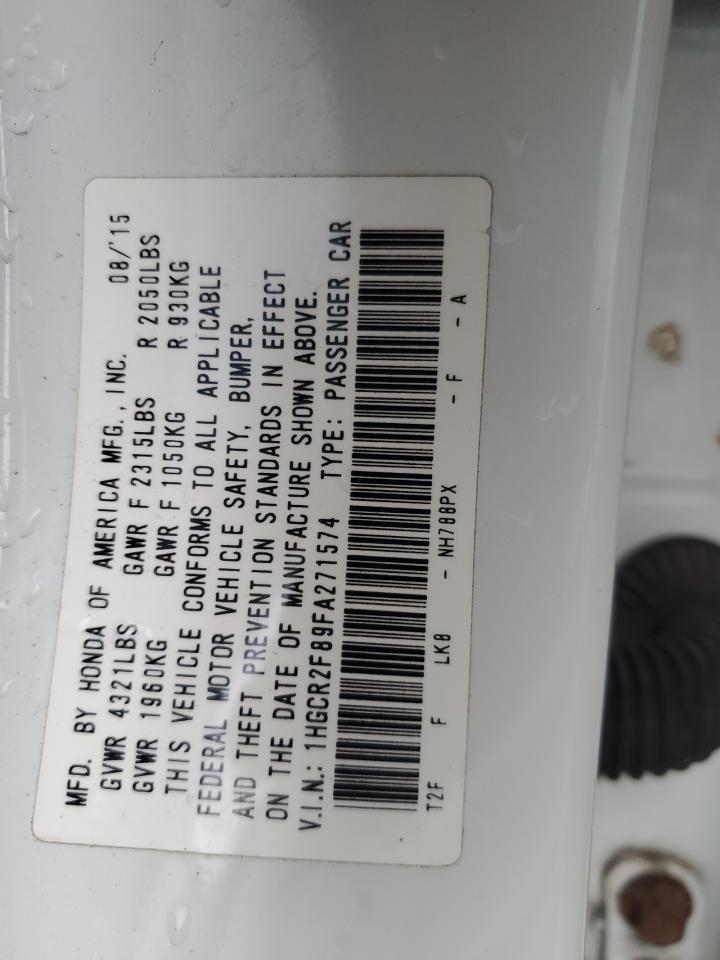 MFD. BY HONDA OF AMERICA MFG., INC. 08/'15
GVWR 4321LBS GAWR F 2315LBS R 2050LBS
GVWR 1960KG GAWR F 1050KG R 930KG
THIS VEHICLE CONFORMS TO ALL APPLICABLE
FEDERAL MOTOR VEHICLE SAFETY, BUMPER,
AND THEFT PREVENTION STANDARDS IN EFFECT
ON THE DATE OF MANUFACTURE SHOWN ABOVE.
V.I.N.: 1HGCR2F89FA271574 TYPE: PASSENGER CAR
T2F F LK8 - NH788PX - F - A